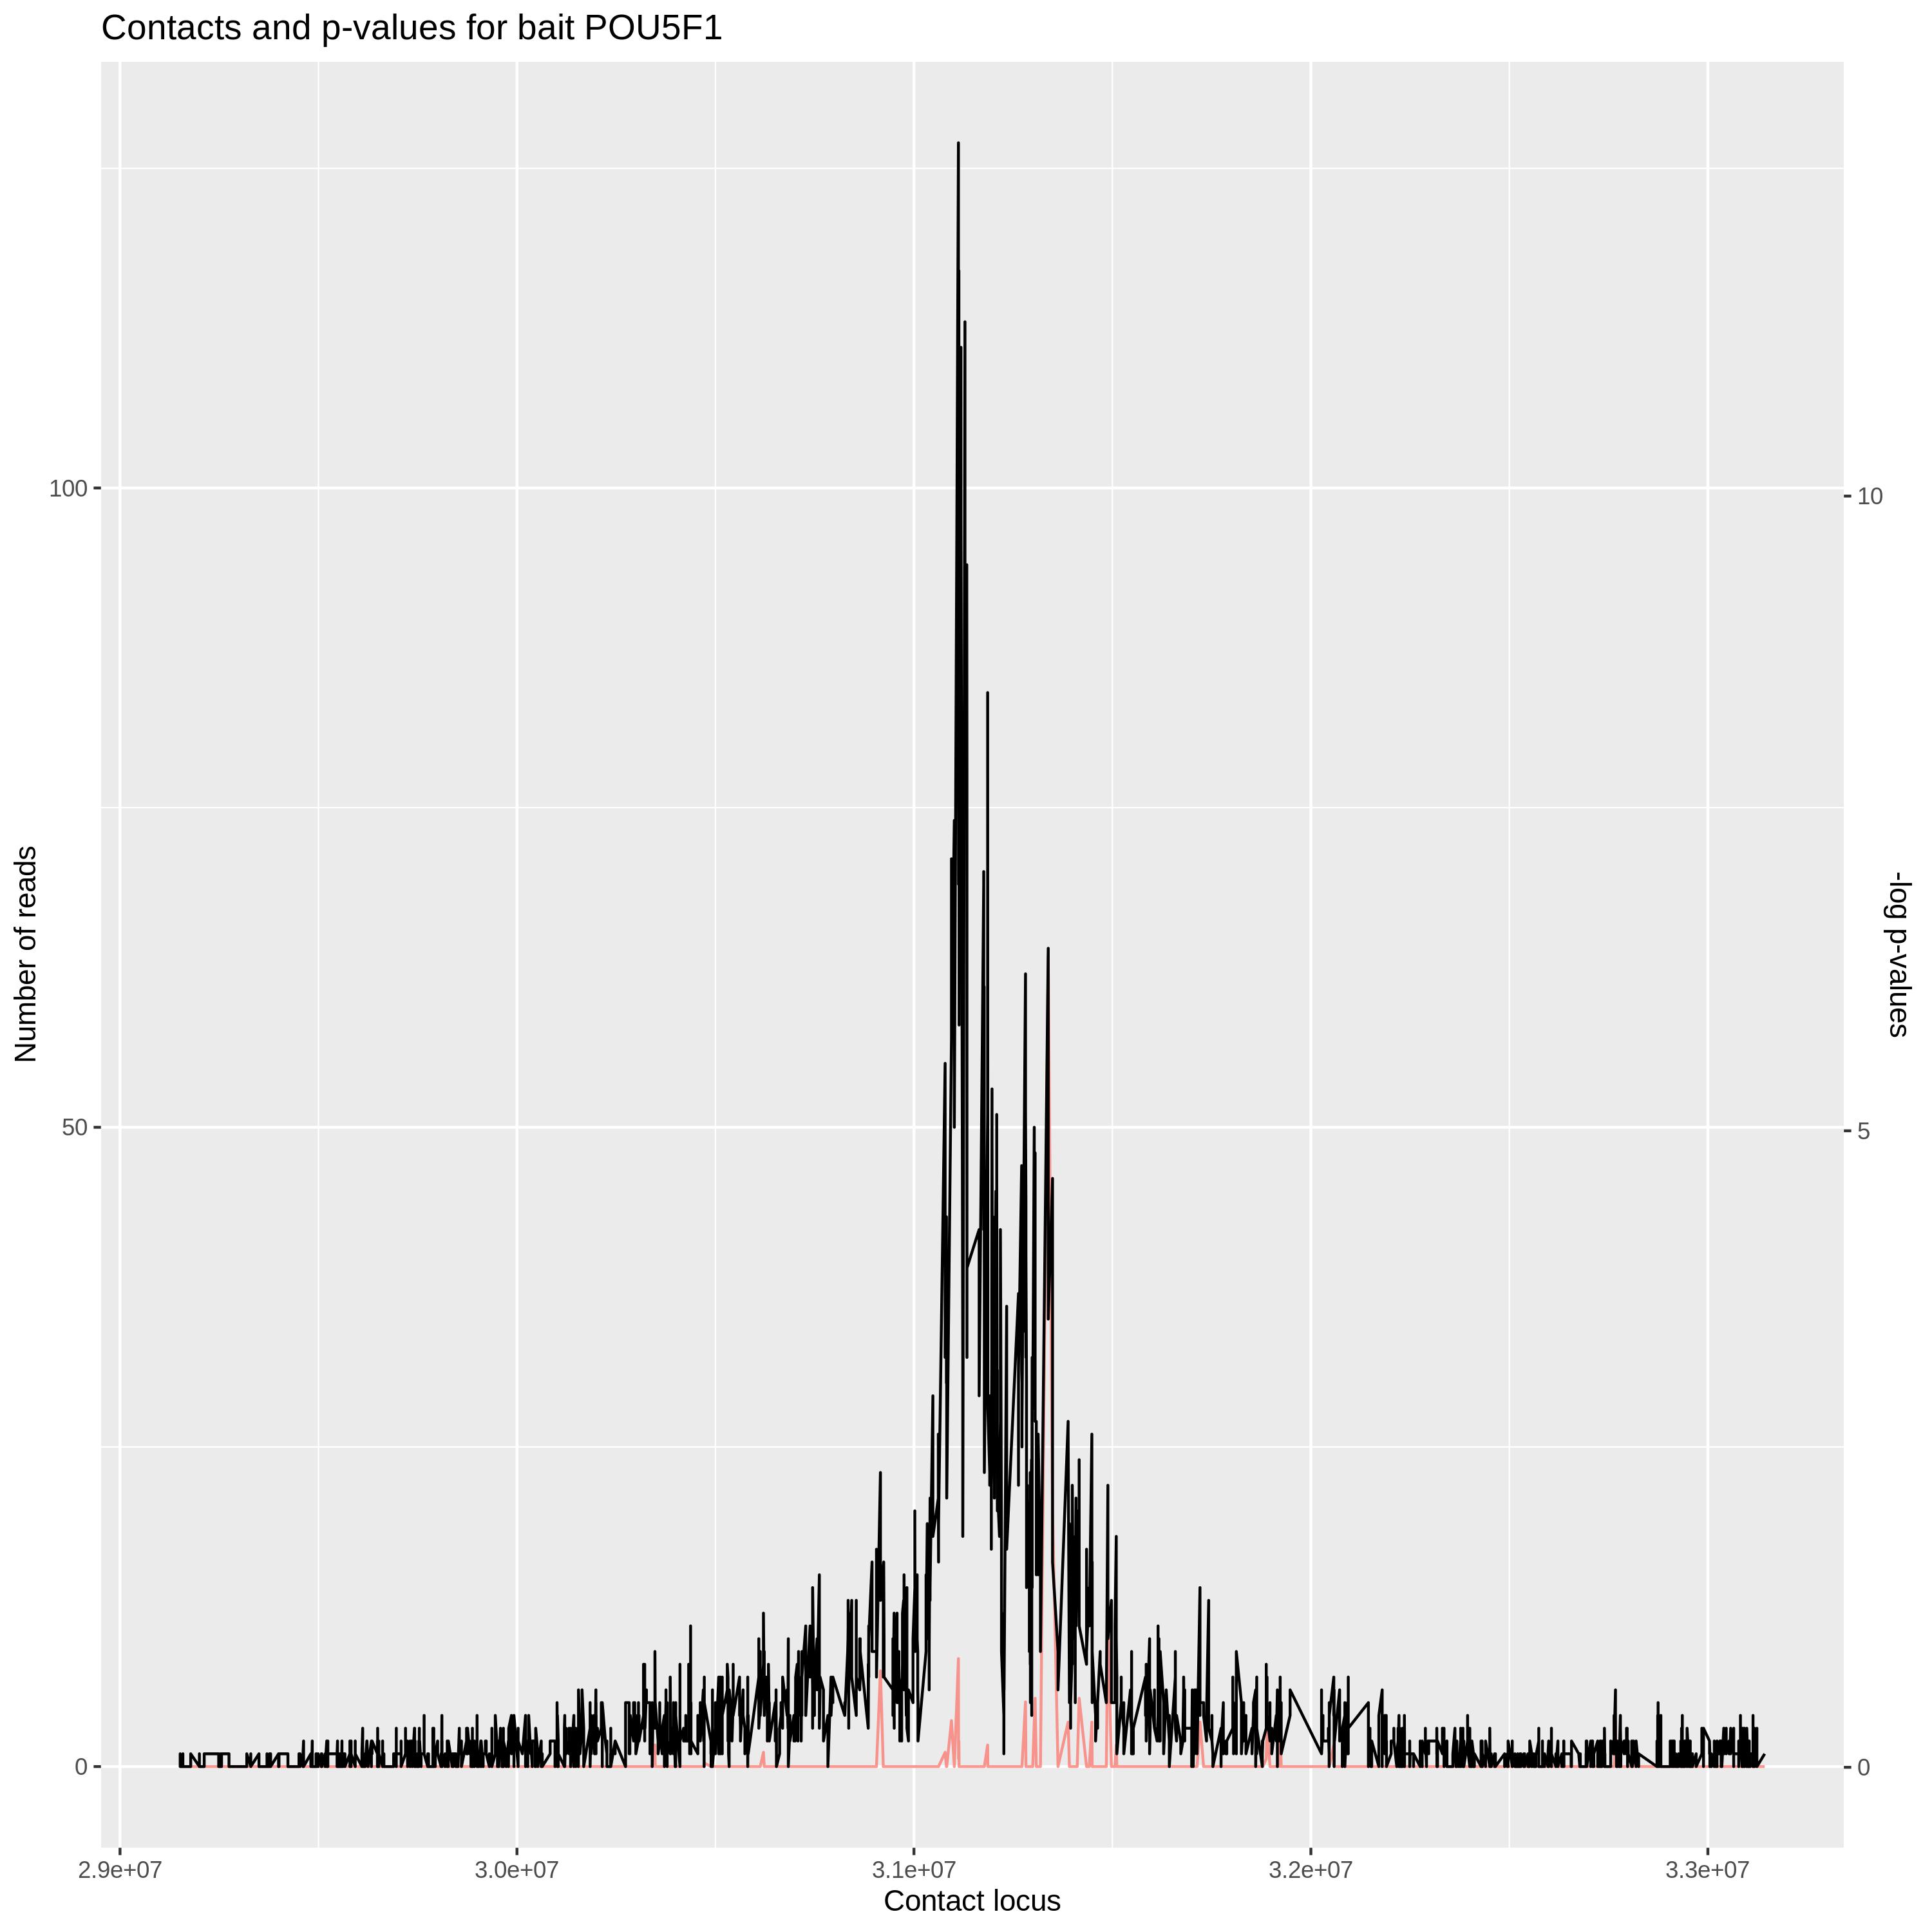 Contacts and p-values for bait POU5F1
Number of reads
100
50
0
10
5
0
-log p-values
2.9e+07 3.0e+07 3.1e+07 3.2e+07 3.3e+07
Contact locus